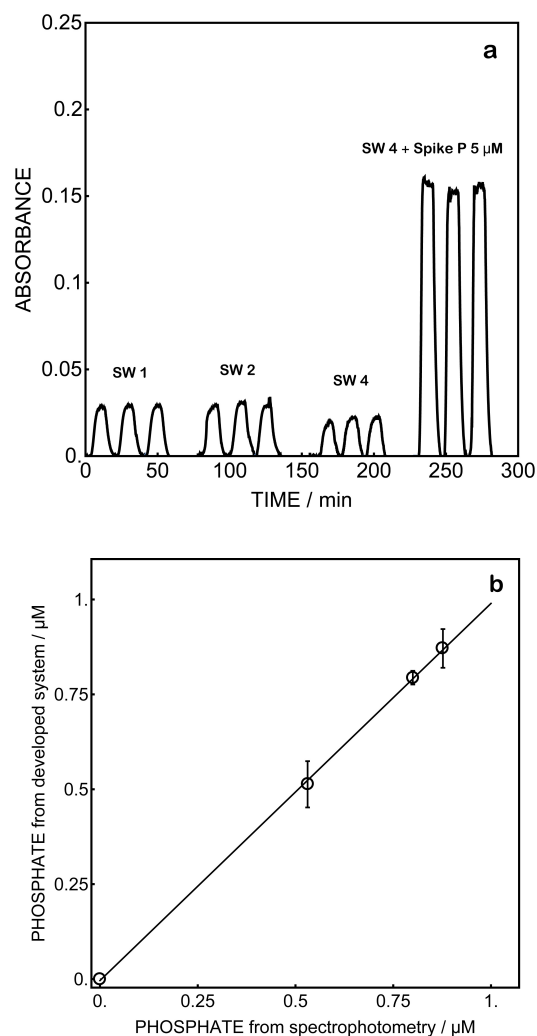 a
0.25
0.2
0.15
0.1
0.05
0.
ABSORBANCE
SW 4 + Spike P 5 µM
SW 1
SW 2
SW 4
0 50 100 150 200 250 300
TIME / min
b
1.
0.75
0.5
0.25
0.
PHOSPHATE from developed system / µM
0. 0.25 0.5 0.75 1.
PHOSPHATE from spectrophotometry / µM